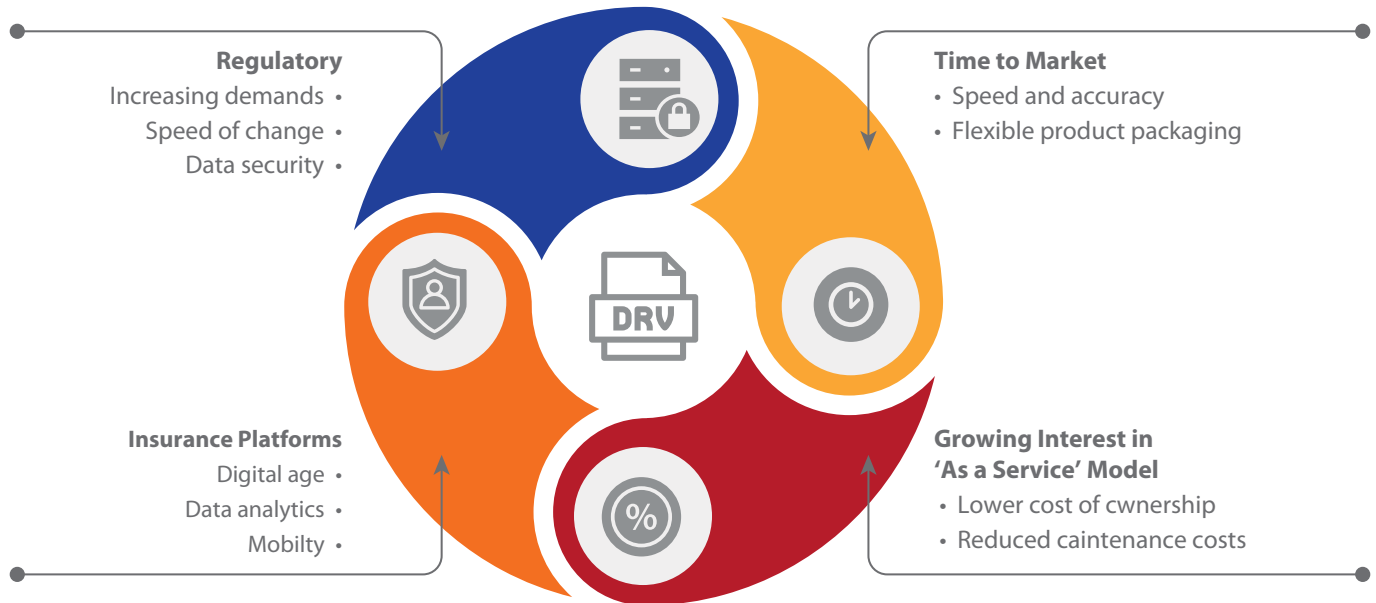 Regulatory
Increasing demands •
Speed of change •
Data security •
Time to Market
• Speed and accuracy
• Flexible product packaging
DRV
%
Insurance Platforms
Digital age •
Data analytics •
Mobilty •
Growing Interest in
‘As a Service’ Model
• Lower cost of cwnership
• Reduced caintenance costs